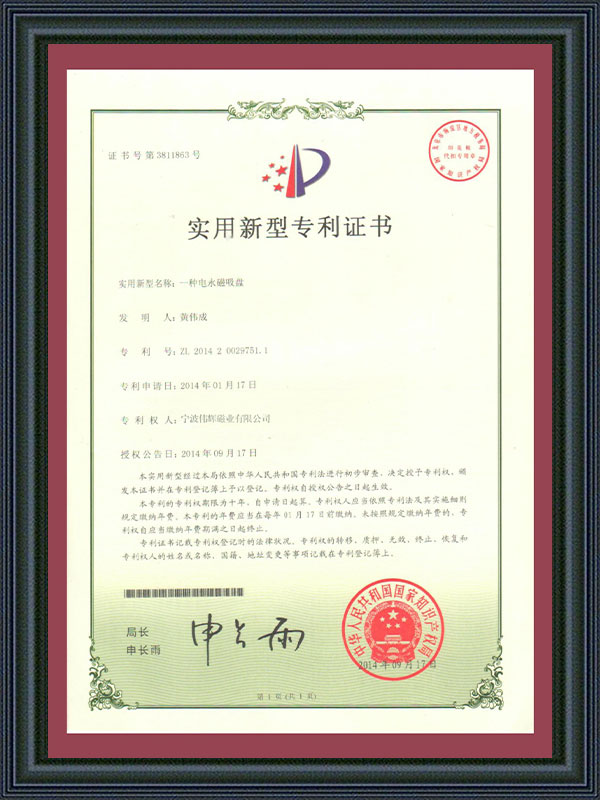 证书号第3811863号
实用新型专利证书
实用新型名称：一种电永磁吸盘
发 明 人：黄伟成
专 利 号：ZL 2014 2 0029751.1
专利申请日：2014年01月17日
专 利 权 人：宁波伟辉磁业有限公司
授权公告日：2014年09月17日
本实用新型经过本局依照中华人民共和国专利法进行初步审查，决定授予专利权，颁
发本证书并在专利登记簿上予以登记。专利权自授权公告之日起生效。
本专利的专利权期限为十年，自申请日起算。专利权人应当依照专利法及其实施细则
规定缴纳年费。本专利的年费应当在每年01月17日前缴纳。未按照规定缴纳年费的，专
利权自应当缴纳年费期满之日起终止。
专利证书记载专利权登记时的法律状况。专利权的转移、质押、无效、终止、恢复和
专利权人的姓名或名称、国籍、地址变更等事项记载在专利登记簿上。
局长
申长雨
申长雨
中华人民共和国国家知识产权局
2014年09月17日
第1页(共1页)